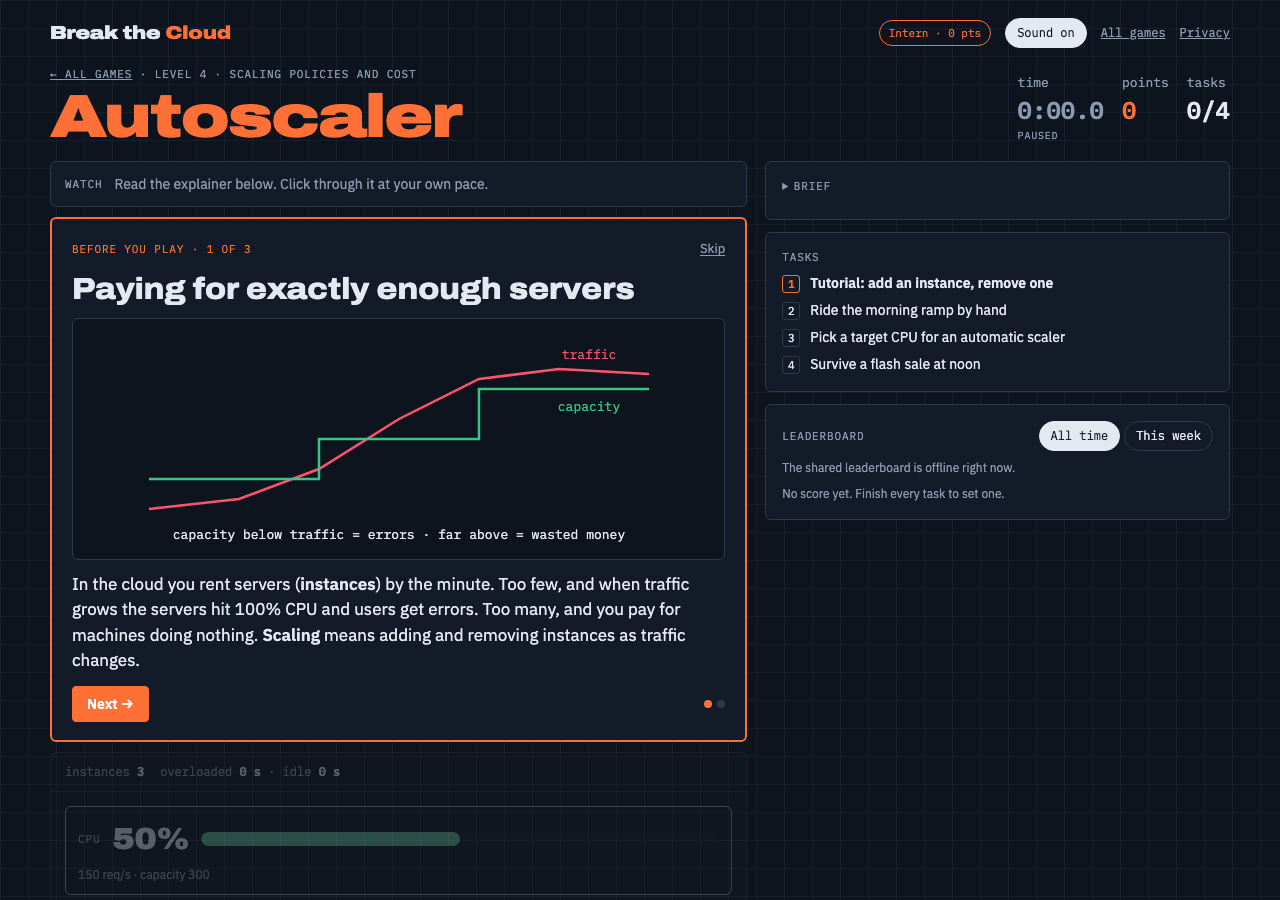 Break the Cloud
Intern · 0 pts
Sound on
All games
Privacy
← ALL GAMES · LEVEL 4 · SCALING POLICIES AND COST
Autoscaler
time
0:00.0
PAUSED
points
0
tasks
0/4
WATCH Read the explainer below. Click through it at your own pace.
BEFORE YOU PLAY · 1 OF 3
Skip
Paying for exactly enough servers
traffic
capacity
capacity below traffic = errors · far above = wasted money
In the cloud you rent servers (instances) by the minute. Too few, and when traffic
grows the servers hit 100% CPU and users get errors. Too many, and you pay for
machines doing nothing. Scaling means adding and removing instances as traffic
changes.
Next →
instances 3 overloaded 0 s · idle 0 s
CPU 50%
150 req/s · capacity 300
▶ BRIEF
TASKS
1 Tutorial: add an instance, remove one
2 Ride the morning ramp by hand
3 Pick a target CPU for an automatic scaler
4 Survive a flash sale at noon
LEADERBOARD
All time
This week
The shared leaderboard is offline right now.
No score yet. Finish every task to set one.